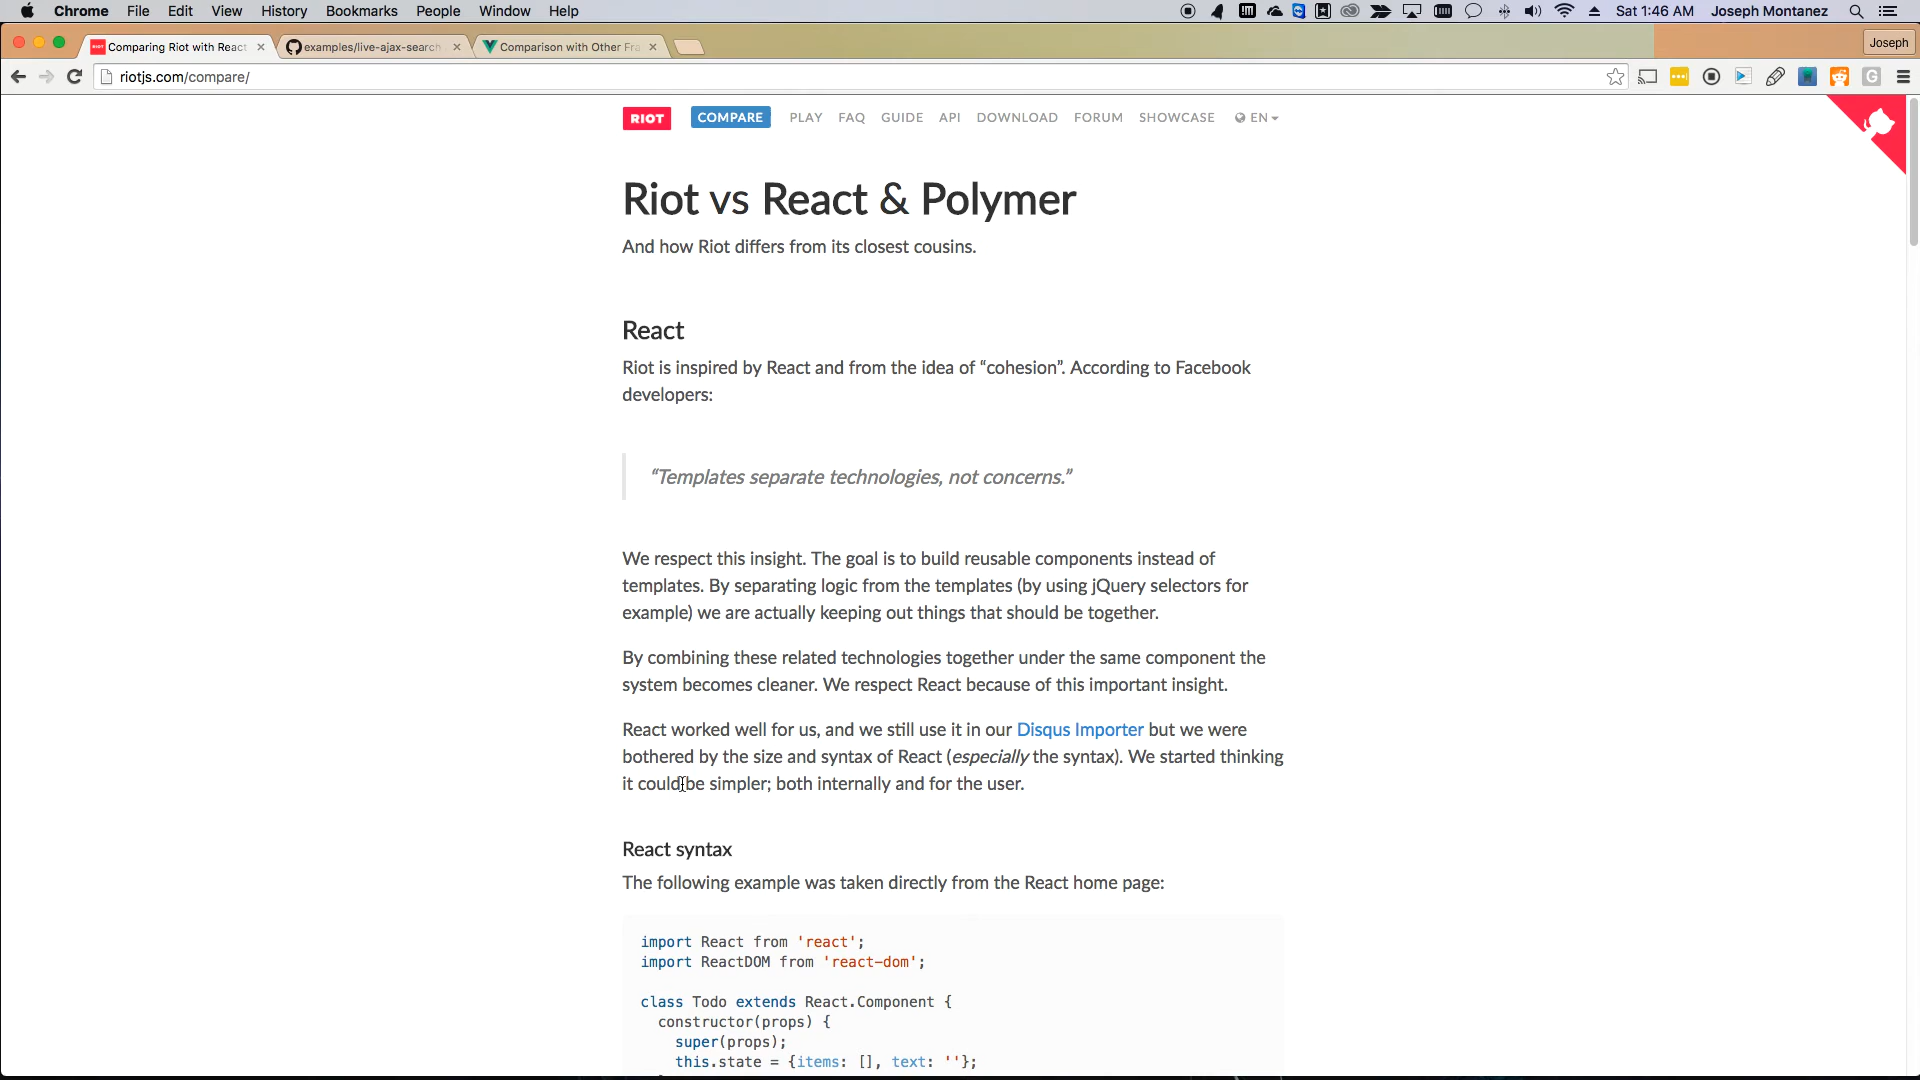 Chrome File Edit View History Bookmarks People Window Help Sat 1:46 AM Joseph Montanez
Comparing Riot with React examples/live-ajax-search Comparison with Other Fra Joseph
riotjs.com/compare/
RIOT COMPARE PLAY FAQ GUIDE API DOWNLOAD FORUM SHOWCASE EN
Riot vs React & Polymer
And how Riot differs from its closest cousins.
React
Riot is inspired by React and from the idea of “cohesion”. According to Facebook
developers:
“Templates separate technologies, not concerns.”
We respect this insight. The goal is to build reusable components instead of
templates. By separating logic from the templates (by using jQuery selectors for
example) we are actually keeping out things that should be together.
By combining these related technologies together under the same component the
system becomes cleaner. We respect React because of this important insight.
React worked well for us, and we still use it in our Disqus Importer but we were
bothered by the size and syntax of React (especially the syntax). We started thinking
it could be simpler; both internally and for the user.
React syntax
The following example was taken directly from the React home page:
import React from 'react';
import ReactDOM from 'react-dom';
class Todo extends React.Component {
constructor(props) {
super(props);
this.state = {items: [], text: ''};